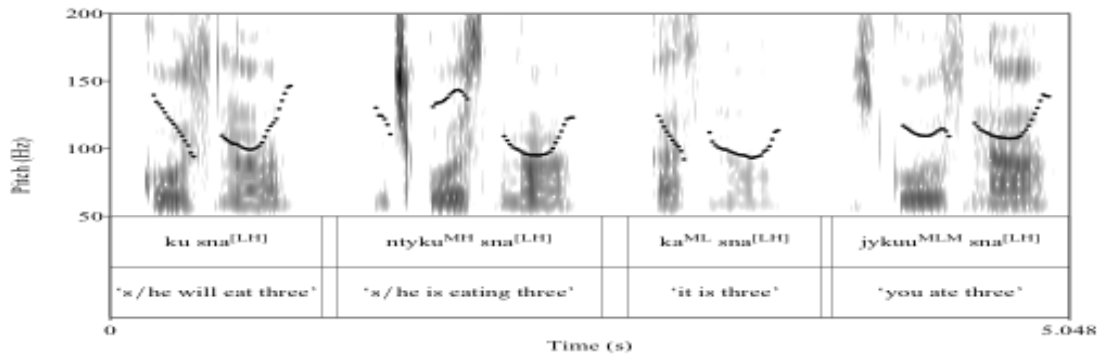 200
150
100
50
Pitch (Hz)
ku sna[LH] ntykuMH sna[LH] kaML sna[LH] jykuuMLM sna[LH]
‘s/he will eat three’ ‘s/he is eating three’ ‘it is three’ ‘you ate three’
0 5.048
Time (s)